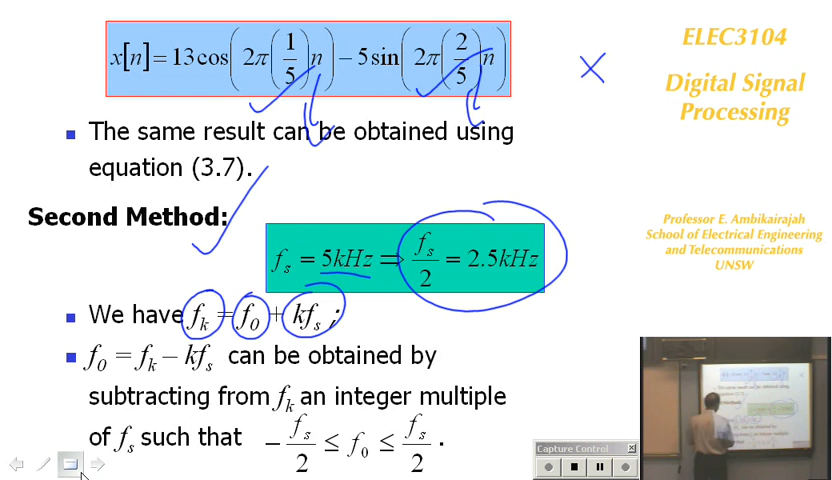 x[n] = 13cos(2π(1/5)n) − 5sin(2π(2/5)n)
ELEC3104
Digital Signal
Processing
▪ The same result can be obtained using
equation (3.7).
Second Method:
f_s = 5kHz ⇒ f_s/2 = 2.5kHz
Professor E. Ambikairajah
School of Electrical Engineering
and Telecommunications
UNSW
▪ We have f_k = f_0 + kf_s ;
▪ f_0 = f_k − kf_s can be obtained by
subtracting from f_k an integer multiple
of f_s such that −f_s/2 ≤ f_0 ≤ f_s/2 .
Capture Control